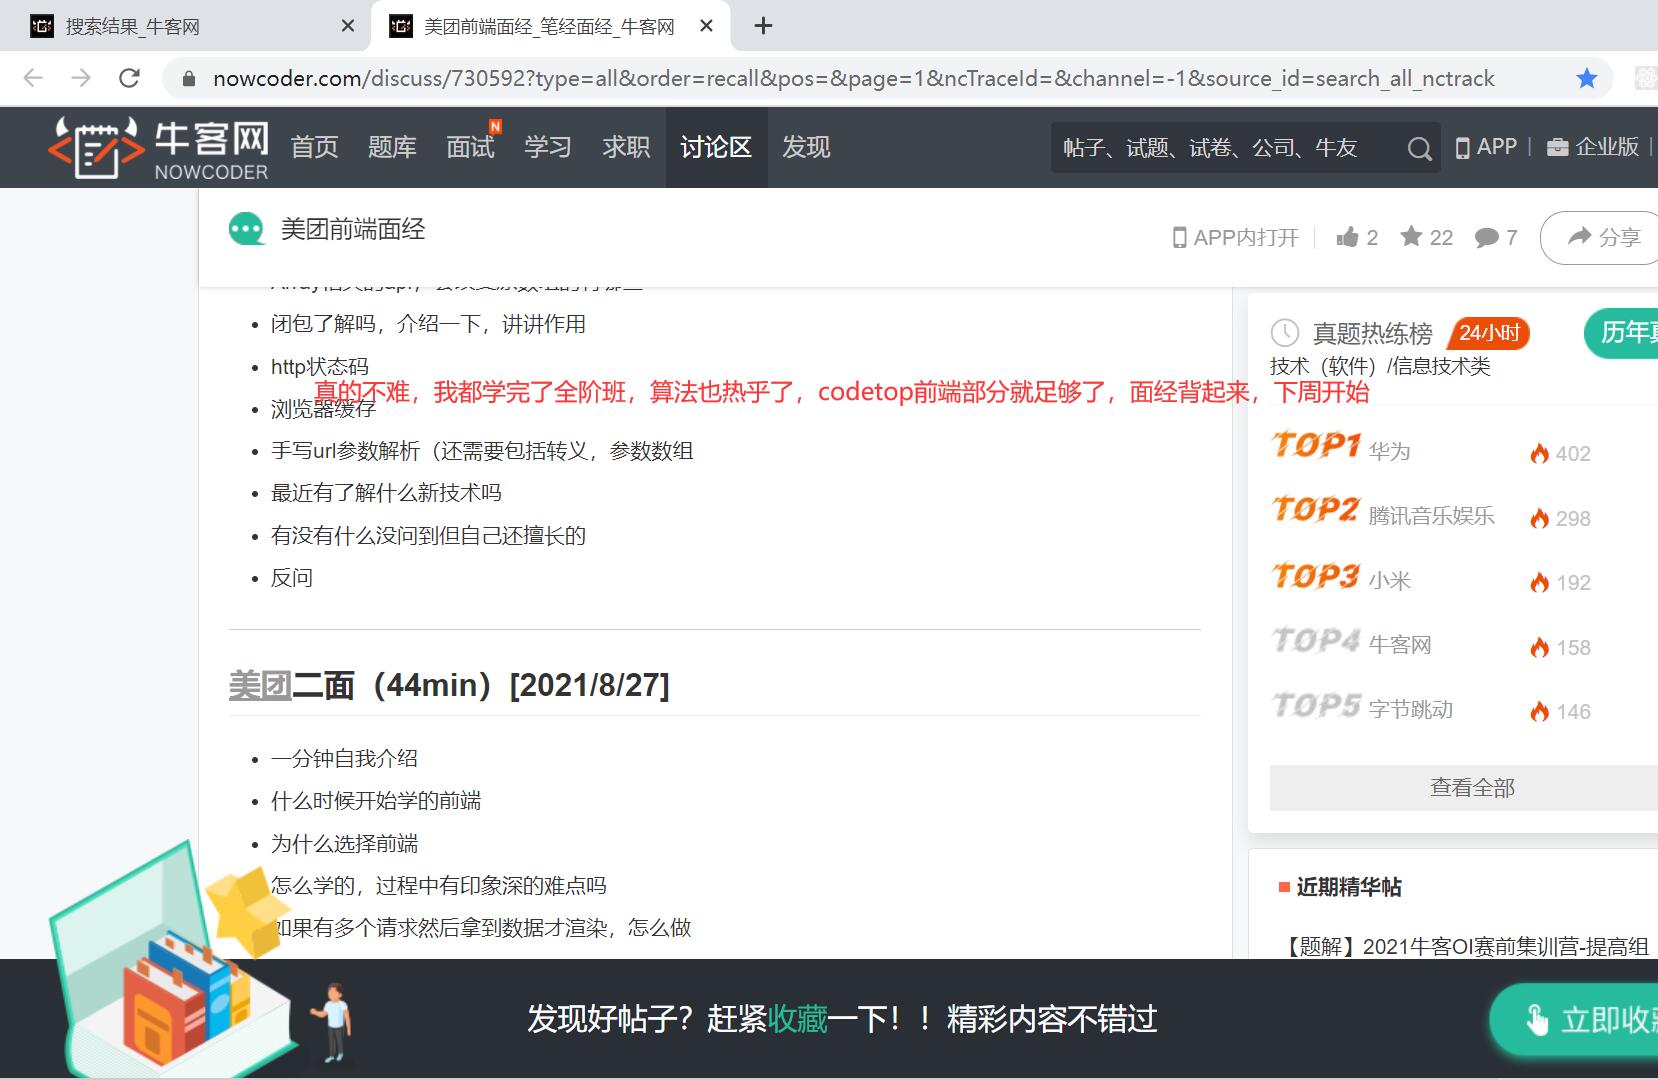 搜索结果_牛客网
美团前端面经_笔经面经_牛客网
nowcoder.com/discuss/730592?type=all&order=recall&pos=&page=1&ncTraceId=&channel=-1&source_id=search_all_nctrack
牛客网
NOWCODER
首页 题库 面试 N 学习 求职 讨论区 发现
帖子、试题、试卷、公司、牛友
APP | 企业版 |
美团前端面经
APP内打开 2 22 7 分享
闭包了解吗，介绍一下，讲讲作用
http状态码
真的不难，我都学完了全阶班，算法也热乎了，codetop前端部分就足够了，面经背起来，下周开始
浏览器缓存
手写url参数解析（还需要包括转义，参数数组
最近有了解什么新技术吗
有没有什么没问到但自己还擅长的
反问
美团二面（44min）[2021/8/27]
一分钟自我介绍
什么时候开始学的前端
为什么选择前端
怎么学的，过程中有印象深的难点吗
如果有多个请求然后拿到数据才渲染，怎么做
真题热练榜 24小时 历年真
技术（软件）/信息技术类
TOP1 华为 402
TOP2 腾讯音乐娱乐 298
TOP3 小米 192
TOP4 牛客网 158
TOP5 字节跳动 146
查看全部
近期精华帖
【题解】2021牛客OI赛前集训营-提高组
发现好帖子？赶紧收藏一下！！精彩内容不错过
立即收藏